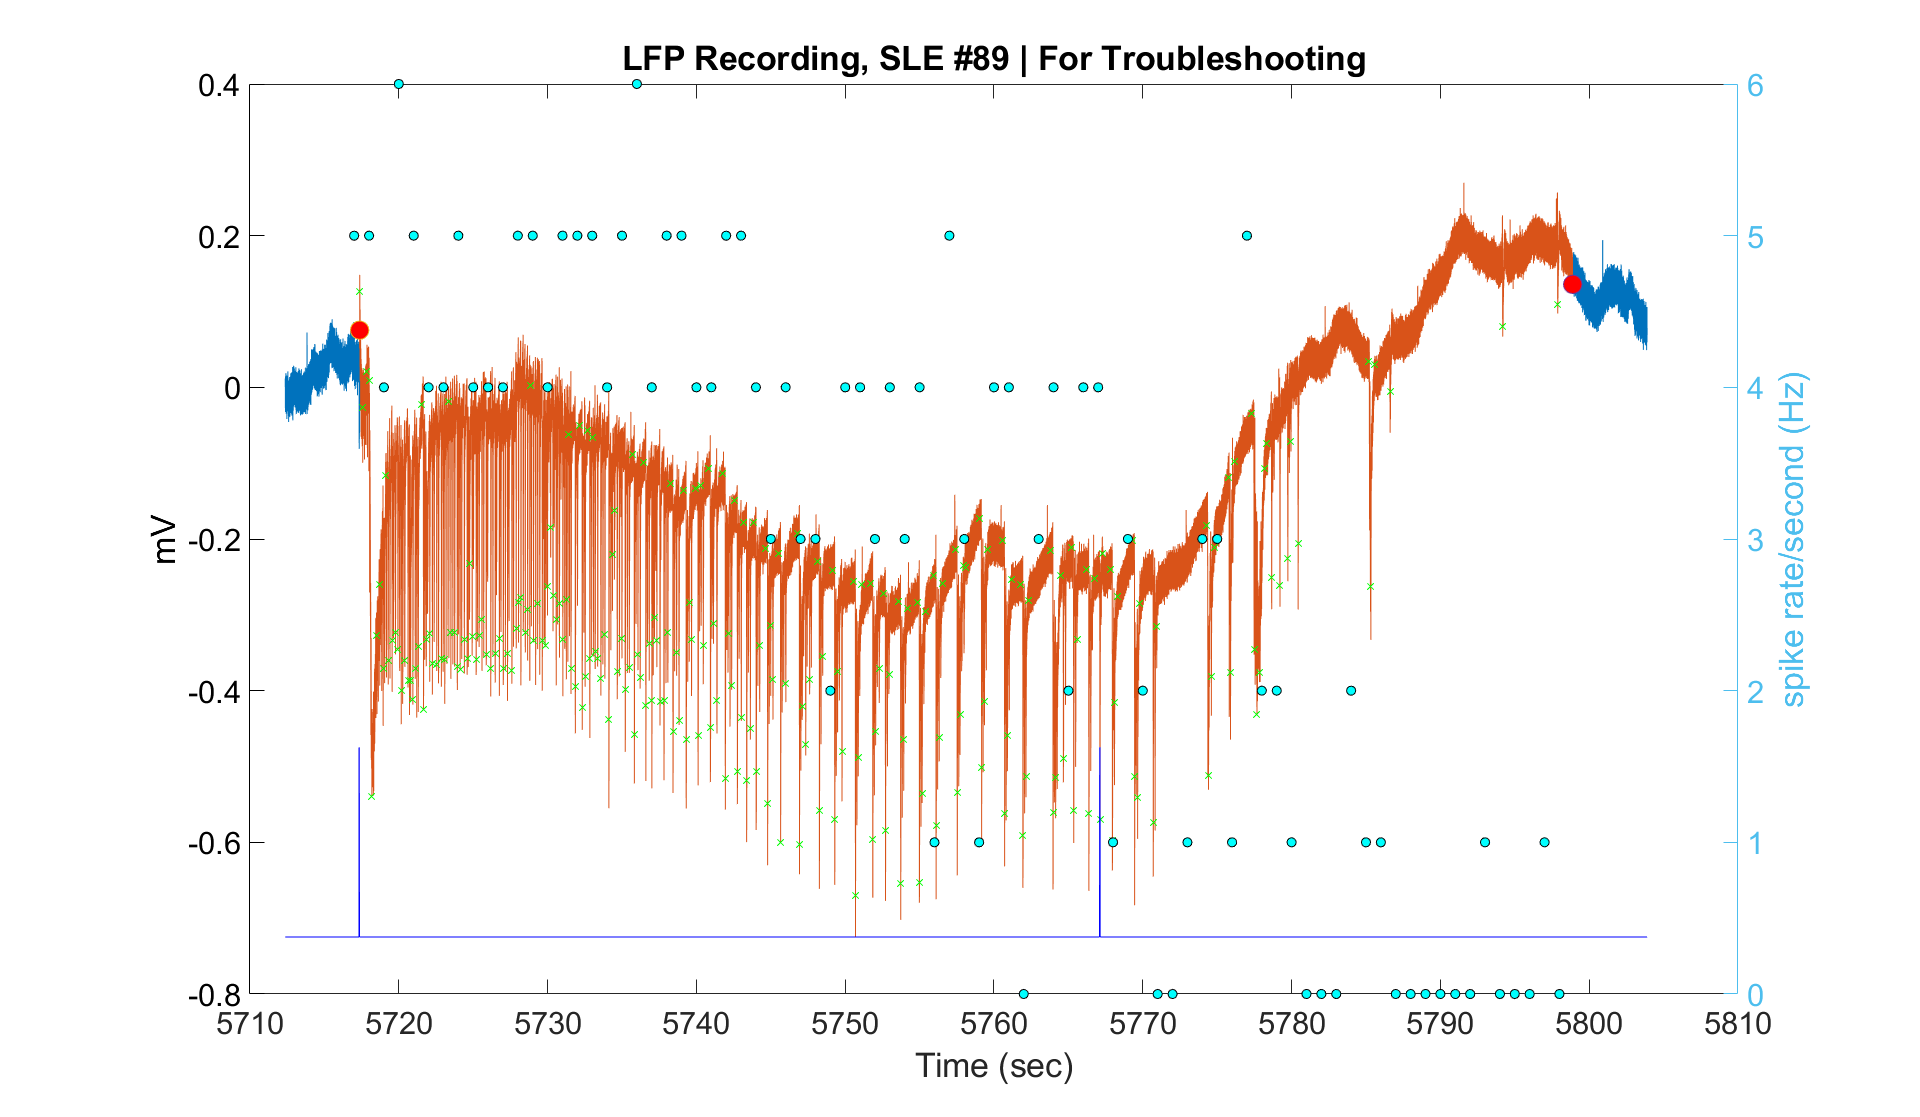 LFP Recording, SLE #89 | For Troubleshooting
0.4
0.2
0
-0.2
-0.4
-0.6
-0.8
mV
6
5
4
3
2
1
0
spike rate/second (Hz)
5710 5720 5730 5740 5750 5760 5770 5780 5790 5800 5810
Time (sec)